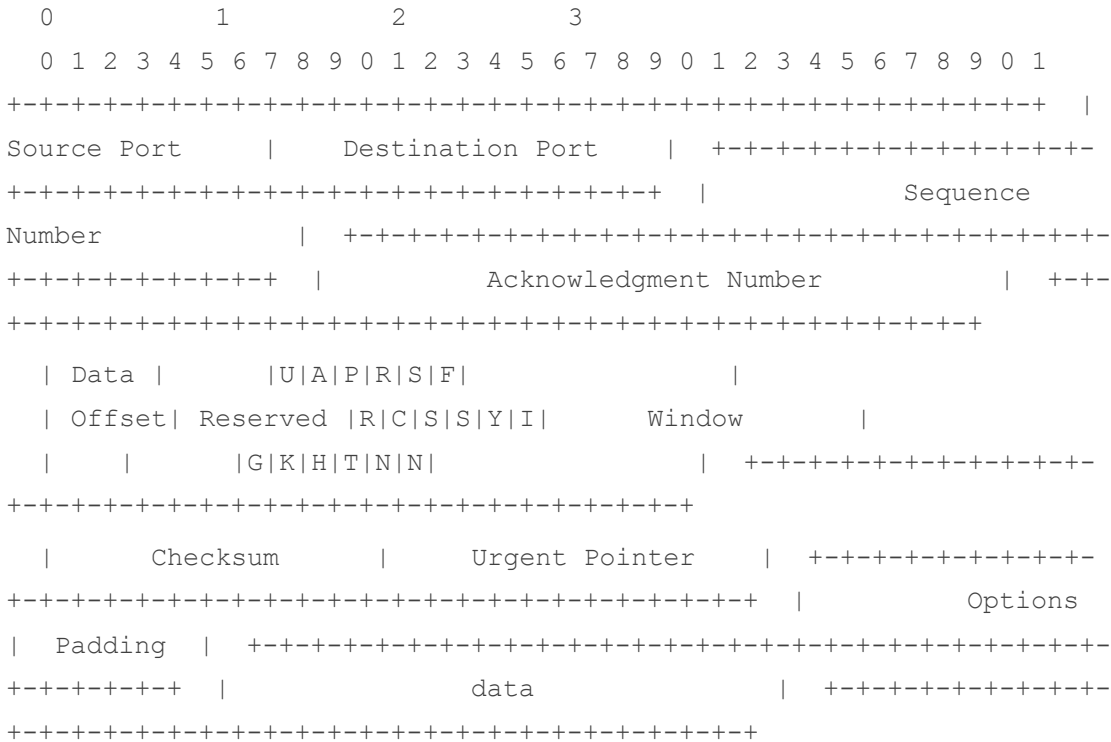 0 1 2 3
0 1 2 3 4 5 6 7 8 9 0 1 2 3 4 5 6 7 8 9 0 1 2 3 4 5 6 7 8 9 0 1
+-+-+-+-+-+-+-+-+-+-+-+-+-+-+-+-+-+-+-+-+-+-+-+-+-+-+-+-+-+-+-+-+ |
Source Port | Destination Port | +-+-+-+-+-+-+-+-+-+-+-+-
+-+-+-+-+-+-+-+-+-+-+-+-+-+-+-+-+-+-+-+-+ | Sequence
Number | +-+-+-+-+-+-+-+-+-+-+-+-+-+-+-+-+-+-+-+-+-+-+-+-
+-+-+-+-+-+-+-+-+ | Acknowledgment Number | +-+-
+-+-+-+-+-+-+-+-+-+-+-+-+-+-+-+-+-+-+-+-+-+-+-+-+-+-+-+-+-+-+
| Data | |U|A|P|R|S|F| |
| Offset| Reserved |R|C|S|S|Y|I| Window |
| | |G|K|H|T|N|N| | +-+-+-+-+-+-+-+-+-+-+-
+-+-+-+-+-+-+-+-+-+-+-+-+-+-+-+-+-+-+-+-+-+
| Checksum | Urgent Pointer | +-+-+-+-+-+-+-+-+-
+-+-+-+-+-+-+-+-+-+-+-+-+-+-+-+-+-+-+-+-+-+-+-+ | Options
| Padding | +-+-+-+-+-+-+-+-+-+-+-+-+-+-+-+-+-+-+-+-+-+-+-+-+-+-+-
+-+-+-+-+-+ | data | +-+-+-+-+-+-+-+-+-
+-+-+-+-+-+-+-+-+-+-+-+-+-+-+-+-+-+-+-+-+-+-+-+